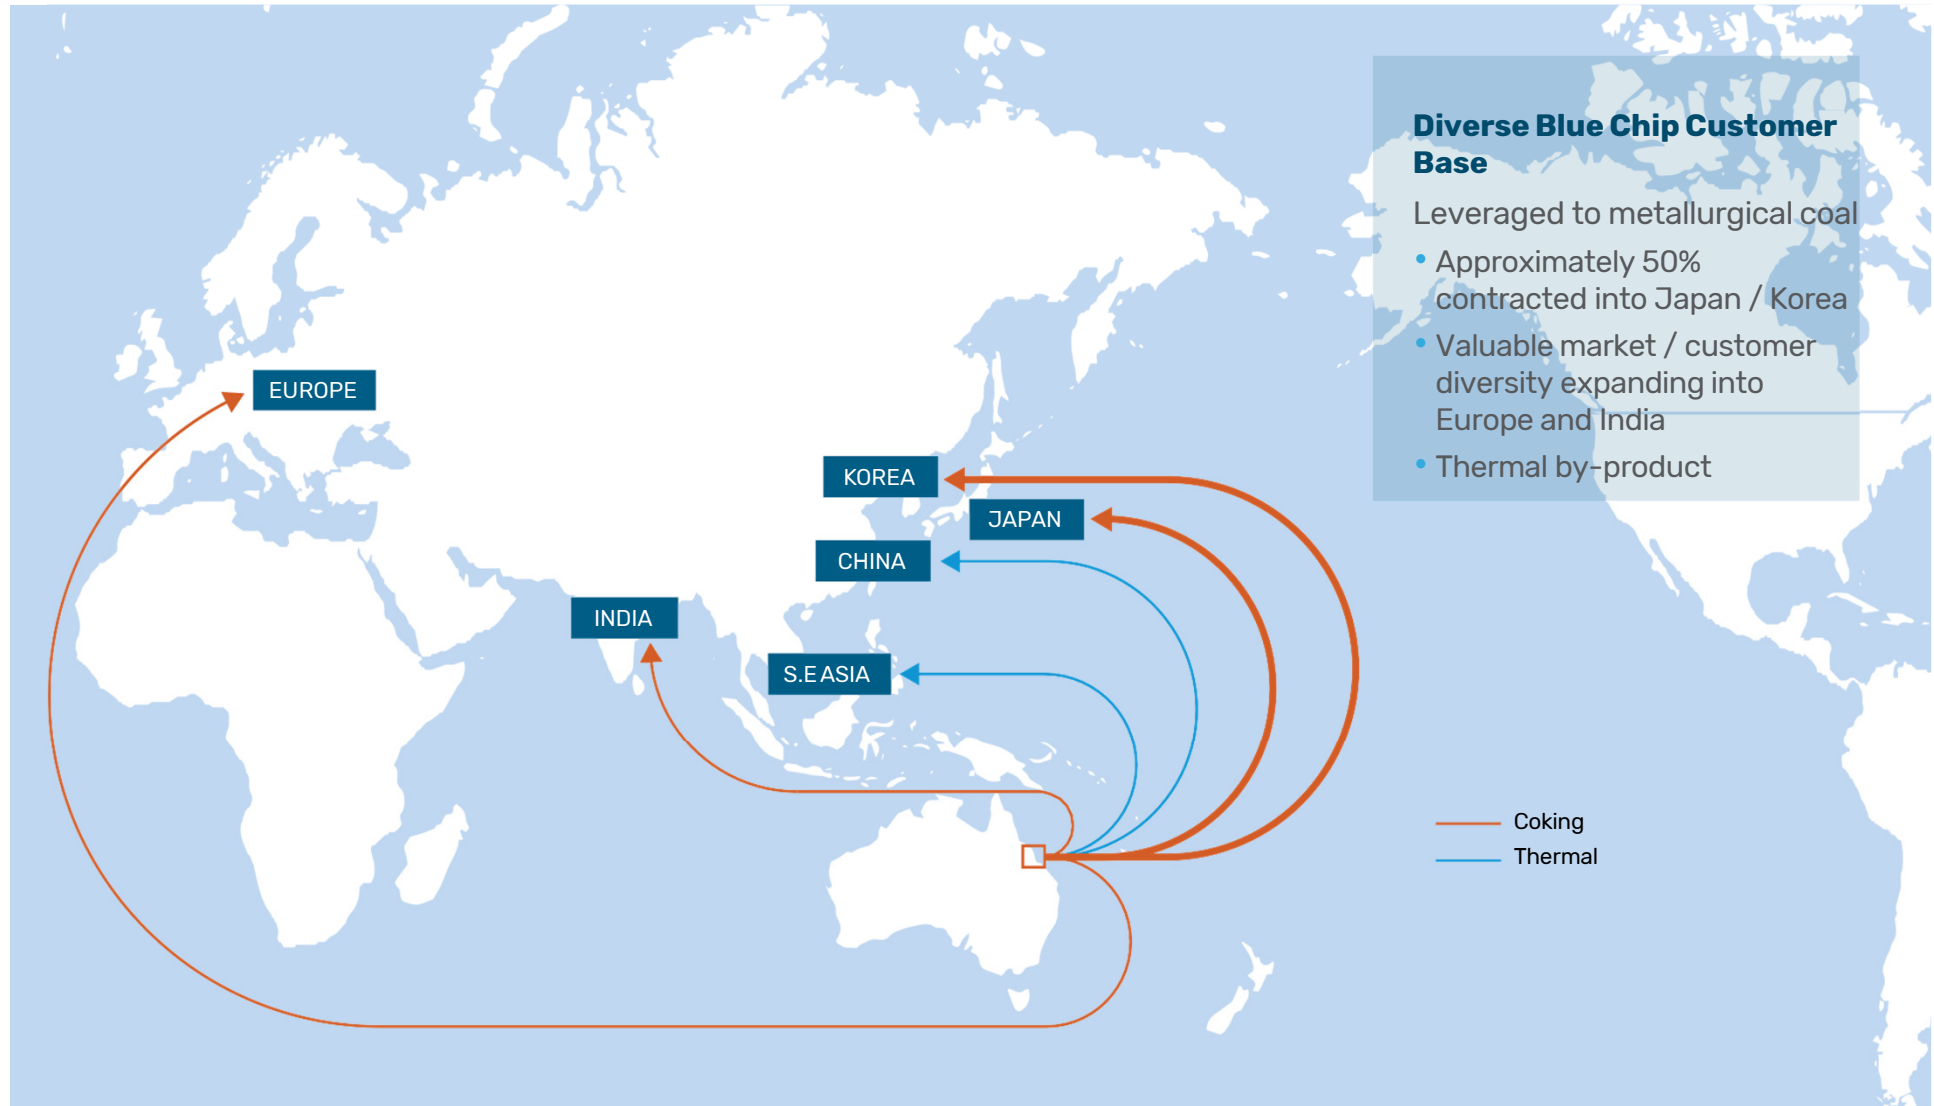 Diverse Blue Chip Customer
Base
Leveraged to metallurgical coal
• Approximately 50%
contracted into Japan / Korea
• Valuable market / customer
diversity expanding into
Europe and India
• Thermal by-product
EUROPE
KOREA
JAPAN
CHINA
INDIA
S.E ASIA
Coking
Thermal